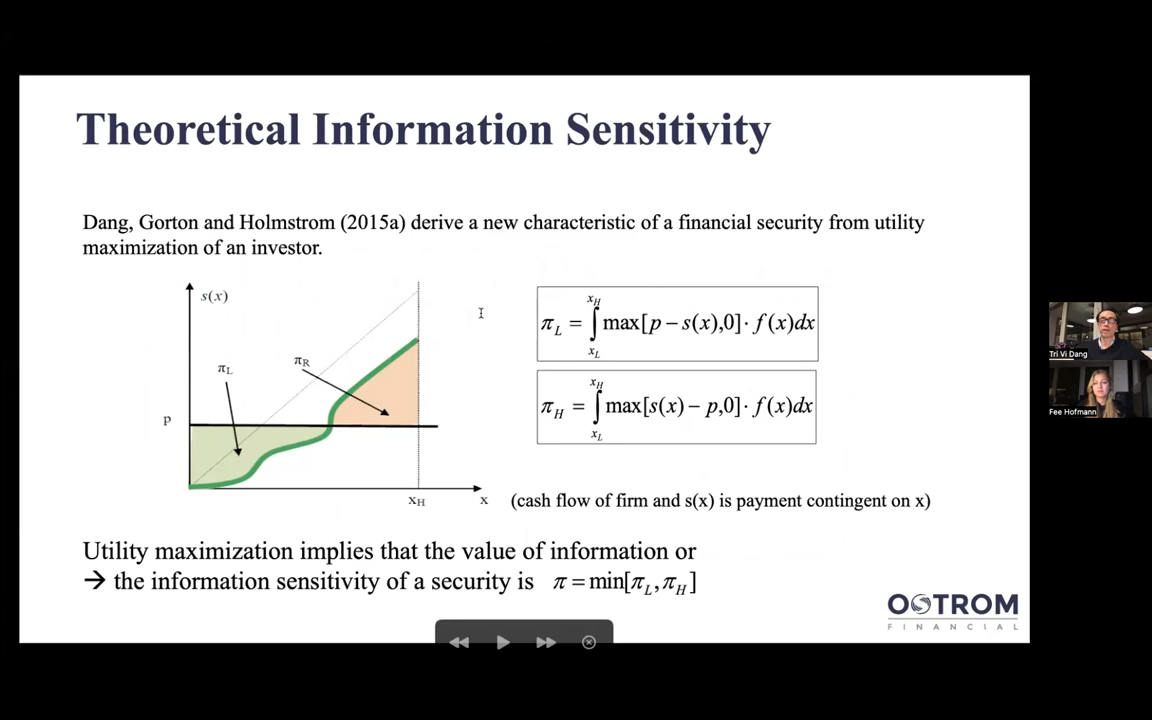 Theoretical Information Sensitivity
Dang, Gorton and Holmstrom (2015a) derive a new characteristic of a financial security from utility
maximization of an investor.
s(x)
πL
πR
p
xH
x
π_L = ∫_{x_L}^{x_H} max[p − s(x),0] · f(x)dx
π_H = ∫_{x_L}^{x_H} max[s(x) − p,0] · f(x)dx
(cash flow of firm and s(x) is payment contingent on x)
Utility maximization implies that the value of information or
→ the information sensitivity of a security is π = min[π_L, π_H]
OSTROM
FINANCIAL
Tri Vi Dang
Fee Hofmann